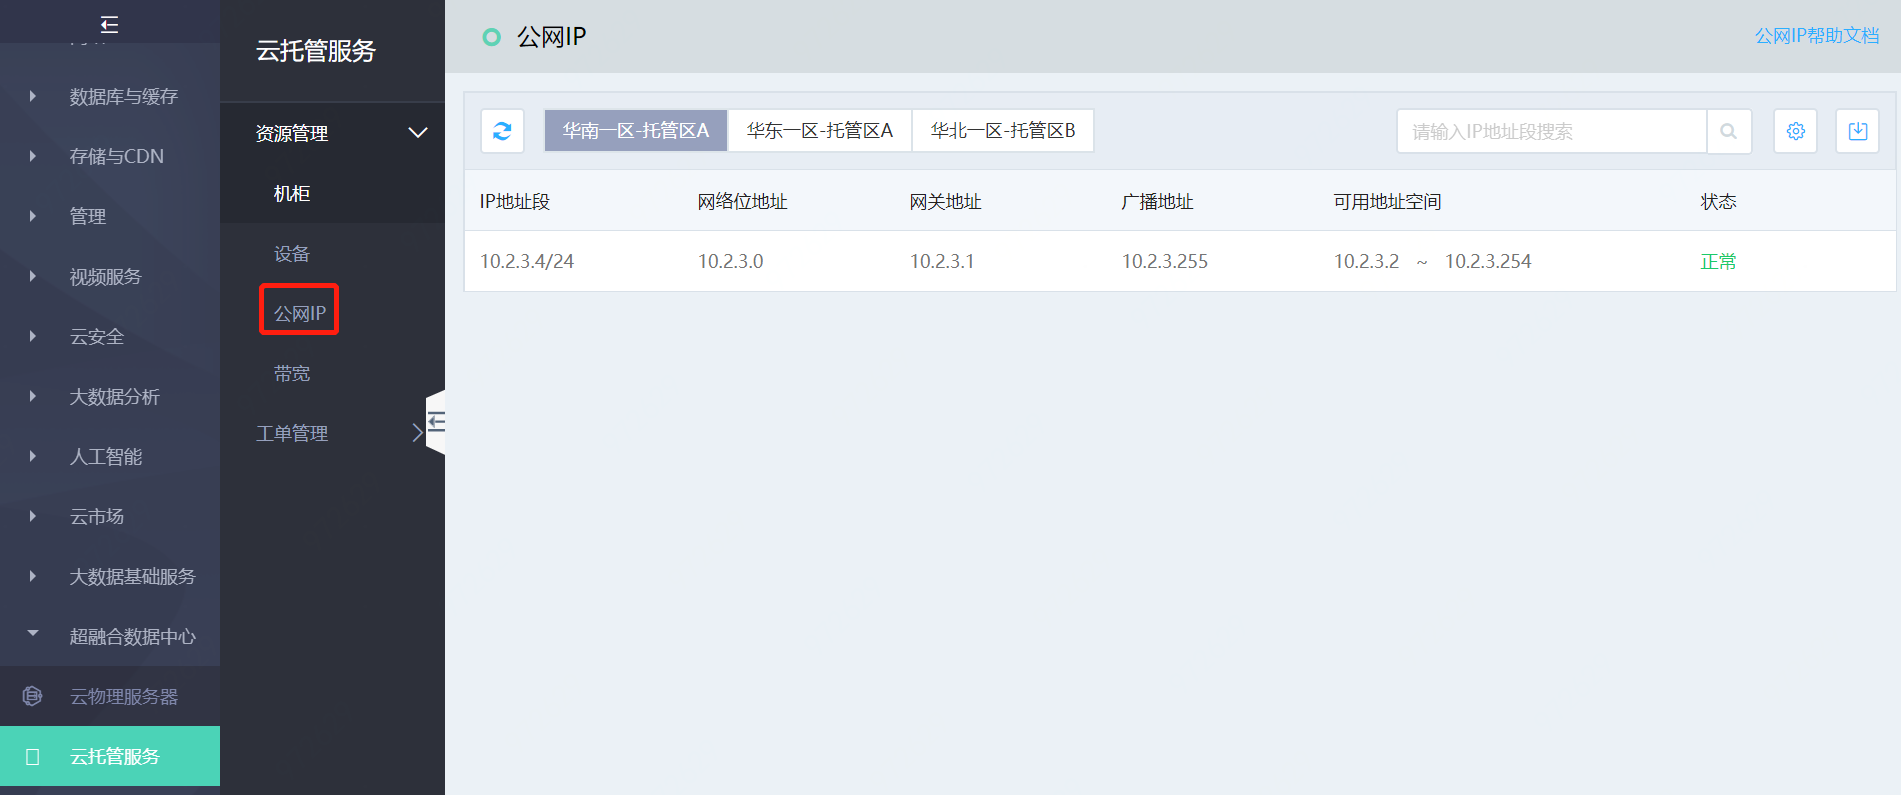 数据库与缓存
存储与CDN
管理
视频服务
云安全
大数据分析
人工智能
云市场
大数据基础服务
超融合数据中心
云物理服务器
云托管服务
云托管服务
资源管理
机柜
设备
公网IP
带宽
工单管理
公网IP
公网IP帮助文档
华南一区-托管区A 华东一区-托管区A 华北一区-托管区B 请输入IP地址段搜索
IP地址段 网络位地址 网关地址 广播地址 可用地址空间 状态
10.2.3.4/24 10.2.3.0 10.2.3.1 10.2.3.255 10.2.3.2 ~ 10.2.3.254 正常